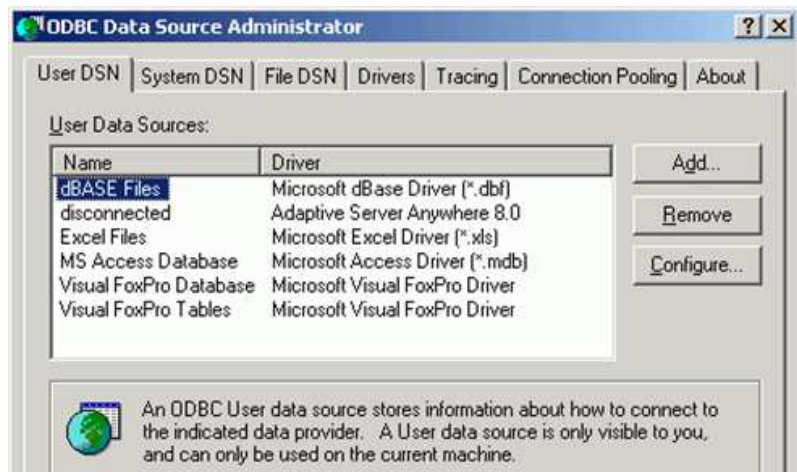 ODBC Data Source Administrator
User DSN System DSN File DSN Drivers Tracing Connection Pooling About
User Data Sources:
Name Driver
dBASE Files Microsoft dBase Driver (*.dbf)
disconnected Adaptive Server Anywhere 8.0
Excel Files Microsoft Excel Driver (*.xls)
MS Access Database Microsoft Access Driver (*.mdb)
Visual FoxPro Database Microsoft Visual FoxPro Driver
Visual FoxPro Tables Microsoft Visual FoxPro Driver
Add...
Remove
Configure...
An ODBC User data source stores information about how to connect to
the indicated data provider. A User data source is only visible to you,
and can only be used on the current machine.